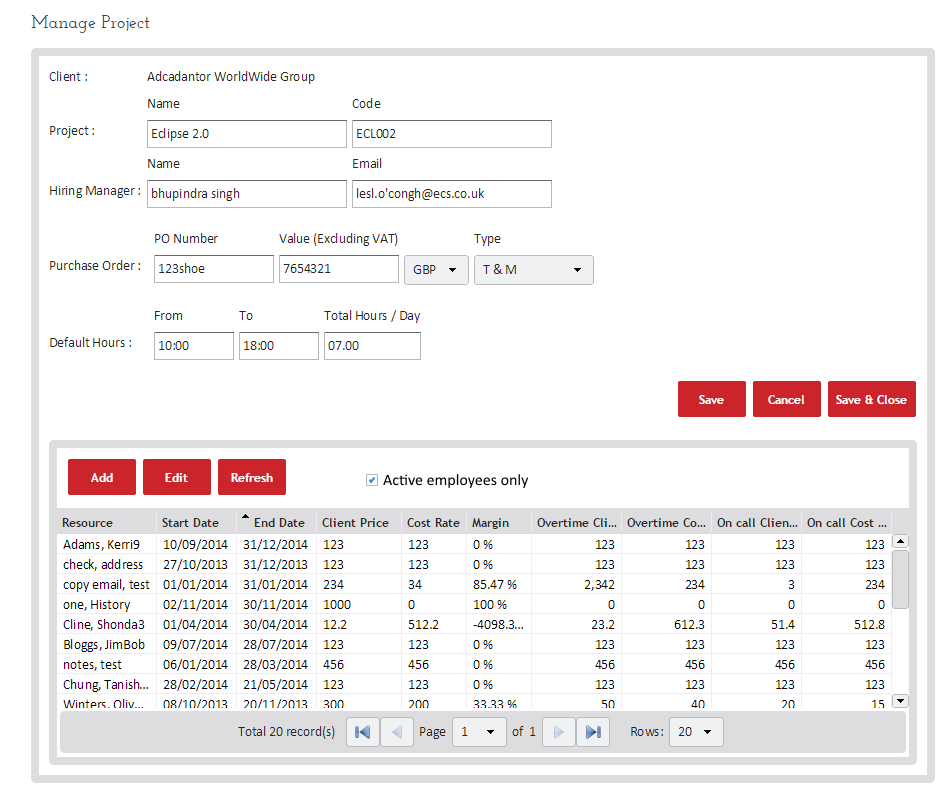 Manage Project
Client : Adcadantor WorldWide Group
Name Code
Project : Eclipse 2.0 ECL002
Name Email
Hiring Manager : bhupindra singh lesl.o'congh@ecs.co.uk
PO Number Value (Excluding VAT) Type
Purchase Order : 123shoe 7654321 GBP T & M
From To Total Hours / Day
Default Hours : 10:00 18:00 07.00
Save Cancel Save & Close
Add Edit Refresh Active employees only
Resource Start Date End Date Client Price Cost Rate Margin Overtime Cli... Overtime Co... On call Clien... On call Cost ...
Adams, Kerri9 10/09/2014 31/12/2014 123 123 0 % 123 123 123 123
check, address 27/10/2013 31/12/2013 123 123 0 % 123 123 123 123
copy email, test 01/01/2014 31/01/2014 234 34 85.47 % 2,342 234 3 234
one, History 02/11/2014 30/11/2014 1000 0 100 % 0 0 0 0
Cline, Shonda3 01/04/2014 30/04/2014 12.2 512.2 -4098.3... 23.2 612.3 51.4 512.8
Bloggs, JimBob 09/07/2014 28/07/2014 123 123 0 % 123 123 123 123
notes, test 06/01/2014 28/03/2014 456 456 0 % 456 456 456 456
Chung, Tanish... 28/02/2014 21/05/2014 123 123 0 % 123 123 123 123
Winters, Oliv... 08/10/2013 20/11/2013 300 200 33.33 % 50 40 20 15
Total 20 record(s) Page 1 of 1 Rows: 20